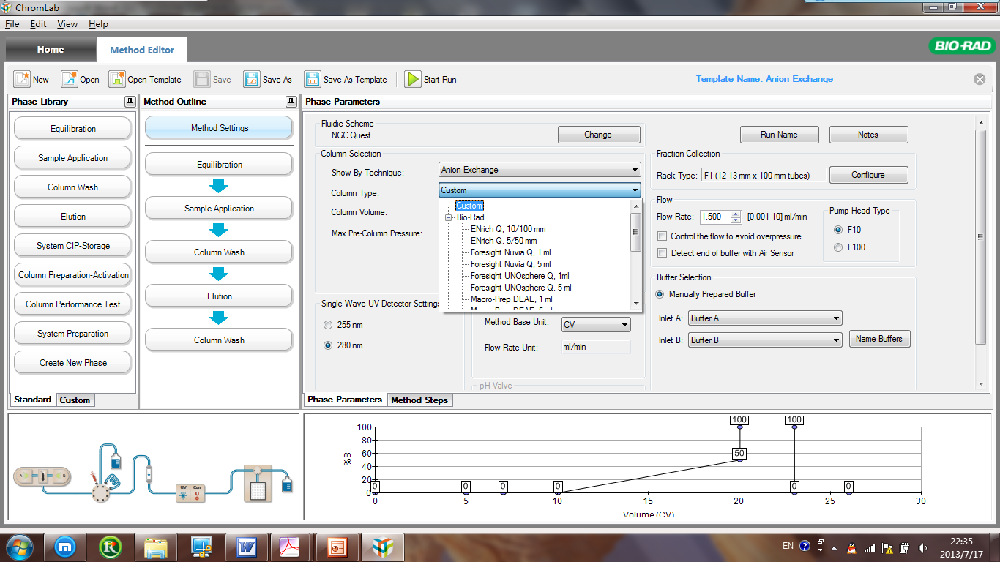 ChromLab
File Edit View Help
Home Method Editor BIO-RAD
New Open Open Template Save Save As Save As Template Start Run Template Name: Anion Exchange
Phase Library
Equilibration
Sample Application
Column Wash
Elution
System CIP-Storage
Column Preparation-Activation
Column Performance Test
System Preparation
Create New Phase
Standard Custom
Method Outline
Method Settings
Equilibration
Sample Application
Column Wash
Elution
Column Wash
Phase Parameters
Fluidic Scheme
NGC Quest Change
Column Selection
Show By Technique: Anion Exchange
Column Type: Custom
Column Volume:
Max Pre-Column Pressure:
Custom
Bio-Rad
ENrich Q, 10/100 mm
ENrich Q, 5/50 mm
Foresight Nuvia Q, 1 ml
Foresight Nuvia Q, 5 ml
Foresight UNOsphere Q, 1ml
Foresight UNOsphere Q, 5 ml
Macro-Prep DEAE, 1 ml
Single Wave UV Detector Settings
255 nm
280 nm
Method Base Unit: CV
Flow Rate Unit: ml/min
pH Valve
Run Name Notes
Fraction Collection
Rack Type: F1 (12-13 mm x 100 mm tubes) Configure
Flow
Flow Rate: 1.500 [0.001-10] ml/min
Control the flow to avoid overpressure
Detect end of buffer with Air Sensor
Pump Head Type
F10
F100
Buffer Selection
Manually Prepared Buffer
Inlet A: Buffer A
Inlet B: Buffer B Name Buffers
Phase Parameters Method Steps
A B
UV Con
%B
100
80
60
40
20
0
0 0 0 0 50 100 100 0 0
0 5 10 15 20 25 30
Volume (CV)
EN 22:35
2013/7/17